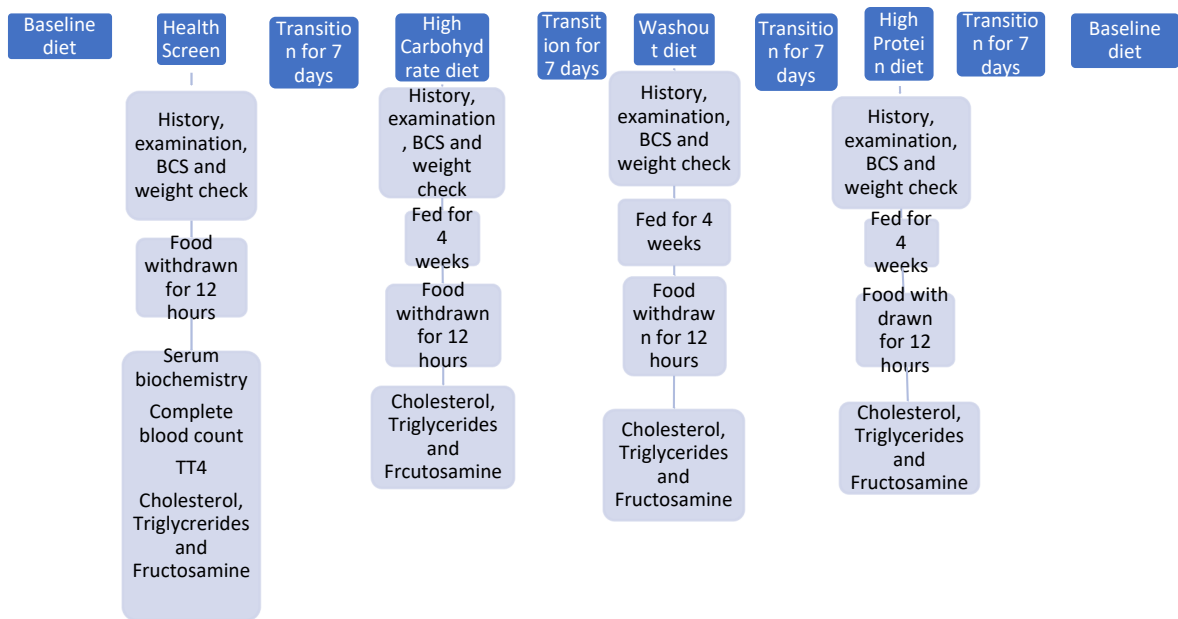 Baseline
diet
Health
Screen
Transitio
n for 7
days
High
Carbohyd
rate diet
Transit
ion for
7 days
Washou
t diet
Transitio
n for 7
days
High
Protei
n diet
Transitio
n for 7
days
Baseline
diet
History,
examination,
BCS and
weight check
Food
withdrawn
for 12
hours
Serum
biochemistry
Complete
blood count
TT4
Cholesterol,
Triglycrerides
and
Fructosamine
History,
examination
, BCS and
weight
check
Fed for
4
weeks
Food
withdrawn
for 12
hours
Cholesterol,
Triglycerides
and
Frcutosamine
History,
examination,
BCS and
weight check
Fed for 4
weeks
Food
withdraw
n for 12
hours
Cholesterol,
Triglycerides
and
Fructosamine
History,
examination,
BCS and
weight check
Fed for
4
weeks
Food with
drawn
for 12
hours
Cholesterol,
Triglycerides
and
Fructosamine